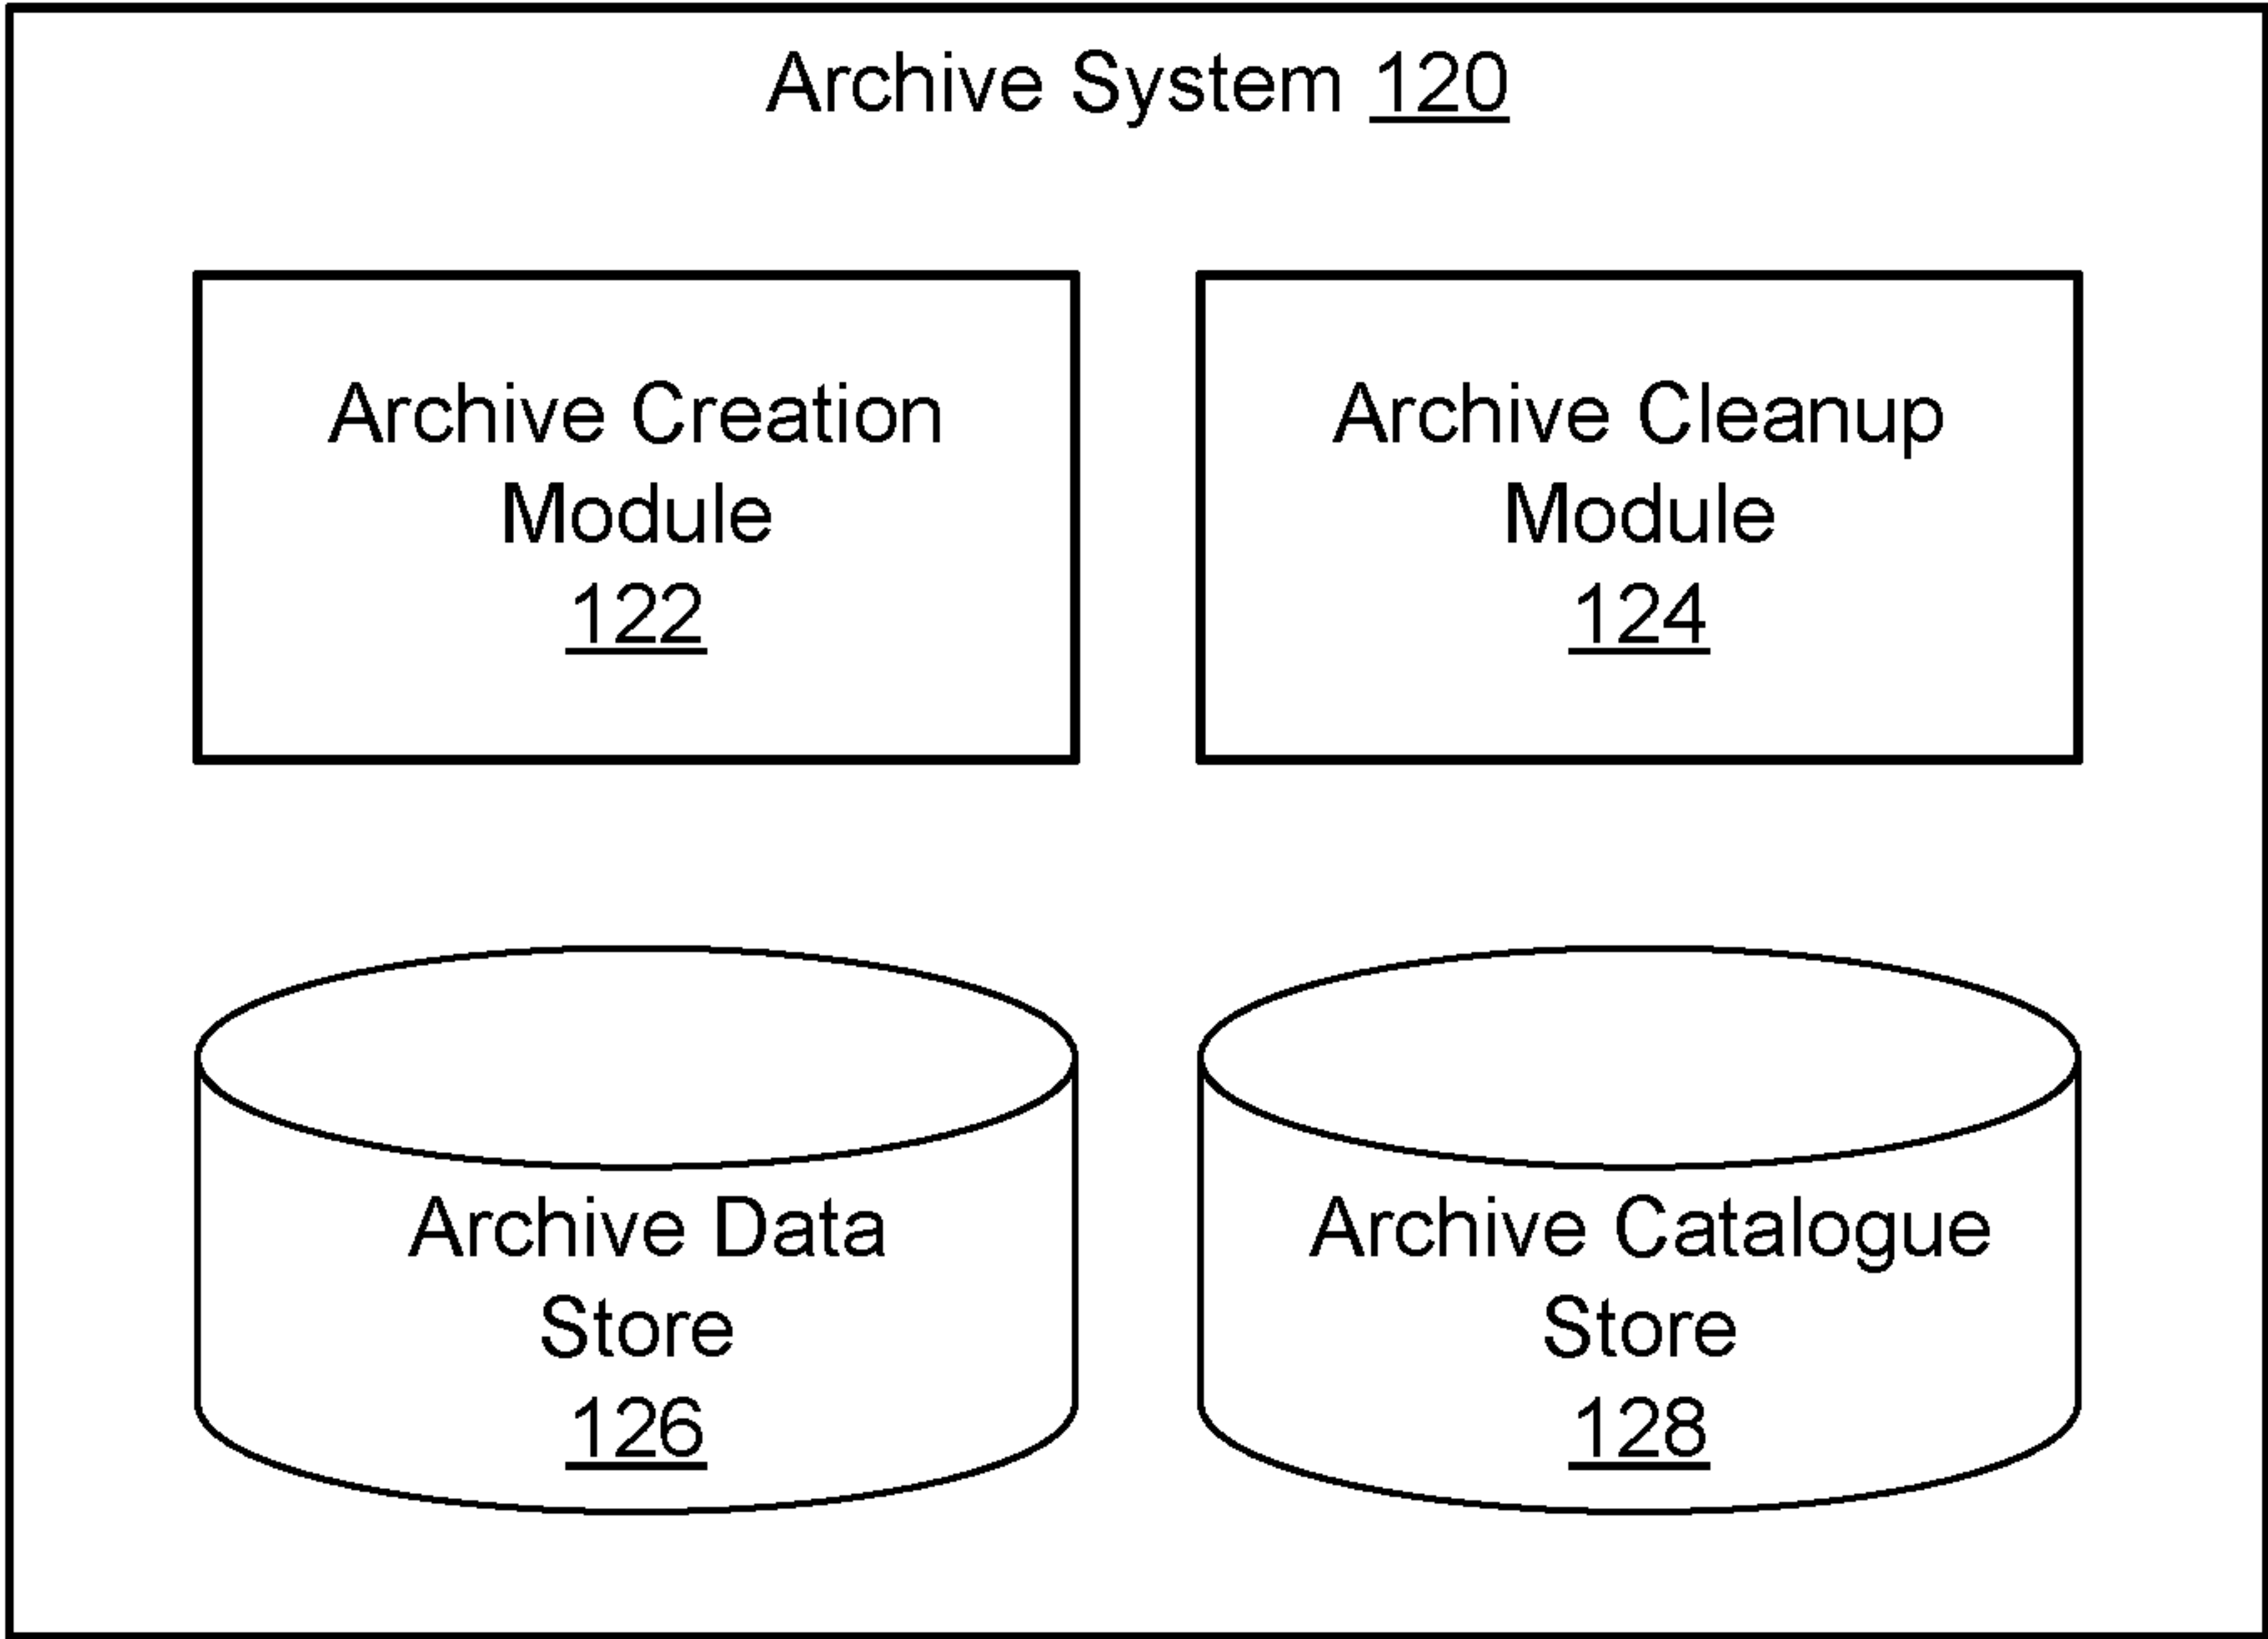 Archive System 120
Archive Creation
Module
122
Archive Cleanup
Module
124
Archive Data
Store
126
Archive Catalogue
Store
128